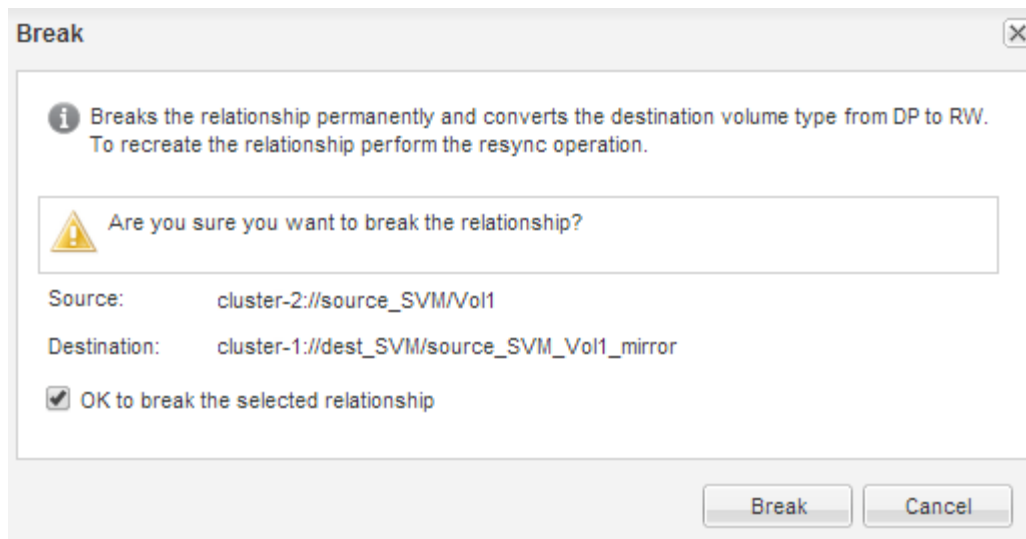 Break
Breaks the relationship permanently and converts the destination volume type from DP to RW.
To recreate the relationship perform the resync operation.
Are you sure you want to break the relationship?
Source: cluster-2://source_SVM/Vol1
Destination: cluster-1://dest_SVM/source_SVM_Vol1_mirror
OK to break the selected relationship
Break Cancel